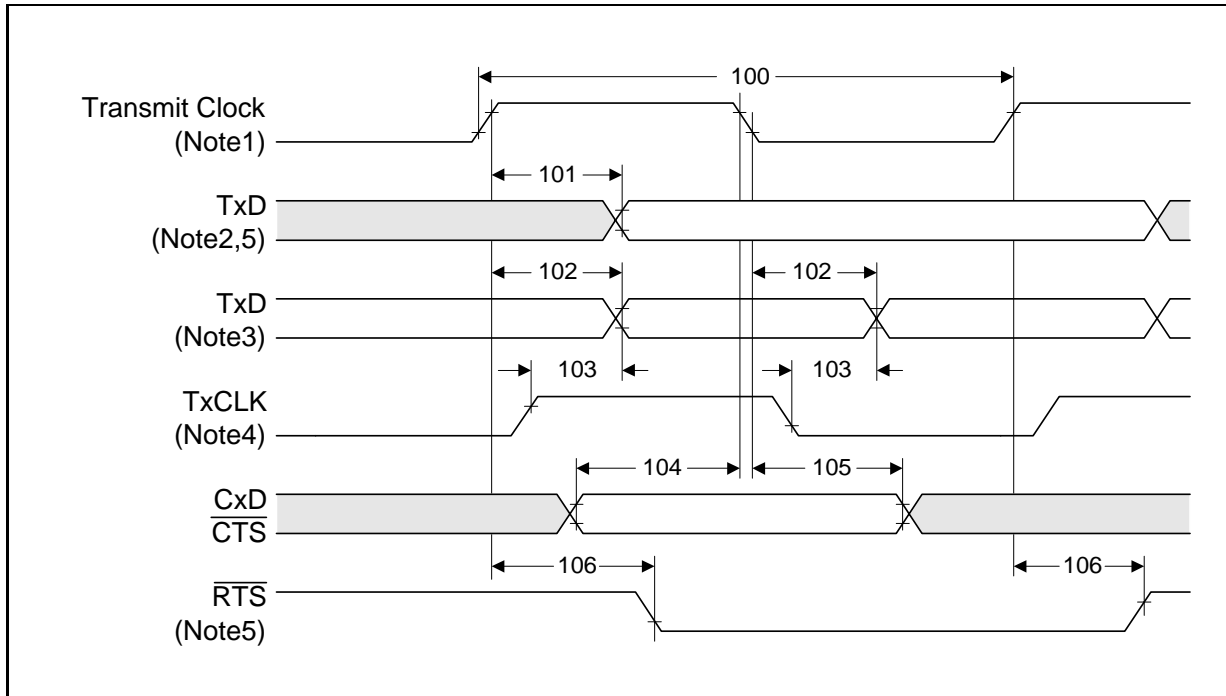 100
Transmit Clock
(Note1)
101
TxD
(Note2,5)
102
102
TxD
(Note3)
103
103
TxCLK
(Note4)
104
105
CxD
CTS
106
106
RTS
(Note5)